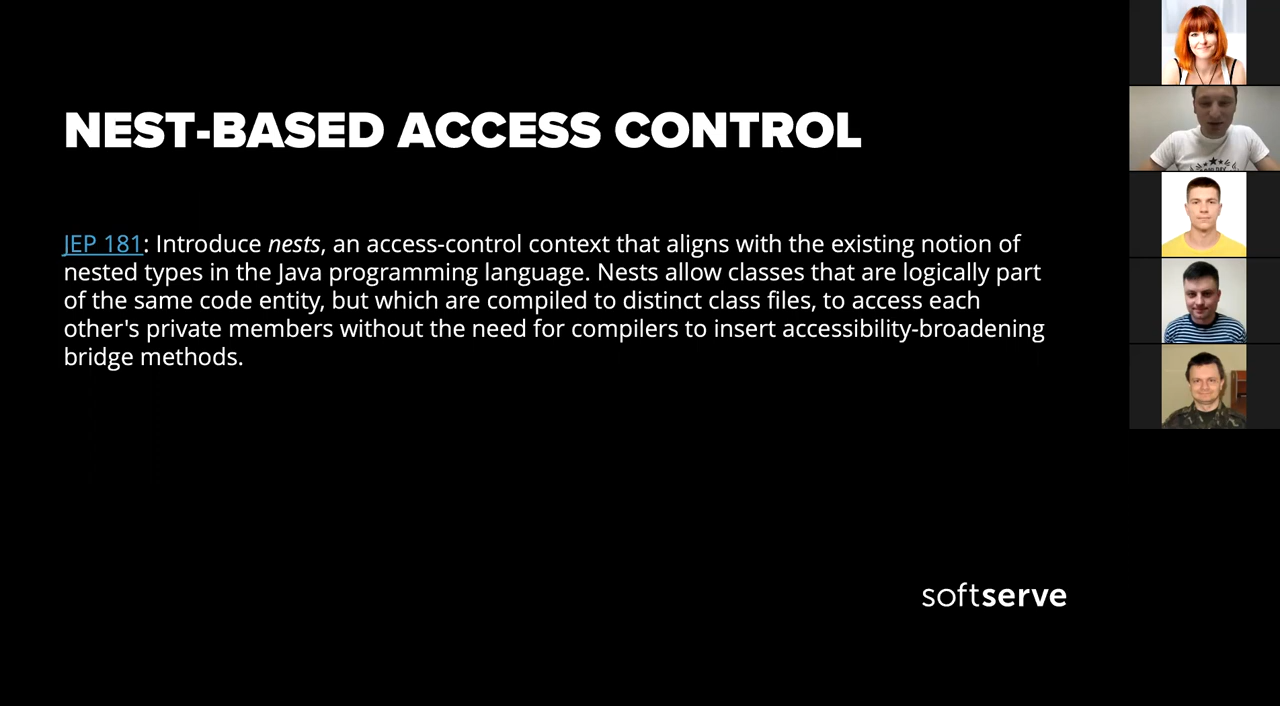 NEST-BASED ACCESS CONTROL
JEP 181: Introduce nests, an access-control context that aligns with the existing notion of
nested types in the Java programming language. Nests allow classes that are logically part
of the same code entity, but which are compiled to distinct class files, to access each
other's private members without the need for compilers to insert accessibility-broadening
bridge methods.
softserve